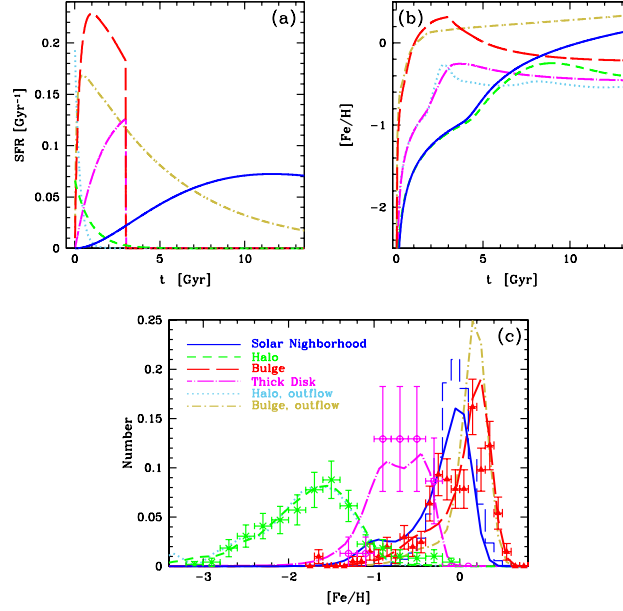 (a)
SFR [Gyr⁻¹]
0.2
0.15
0.1
0.05
0
0 5 10
t [Gyr]
(b)
[Fe/H]
0
-1
-2
0 5 10
t [Gyr]
(c)
Number
0.25
0.2
0.15
0.1
0.05
0
Solar Nighborhood
Halo
Bulge
Thick Disk
Halo, outflow
Bulge, outflow
-3 -2 -1 0
[Fe/H]